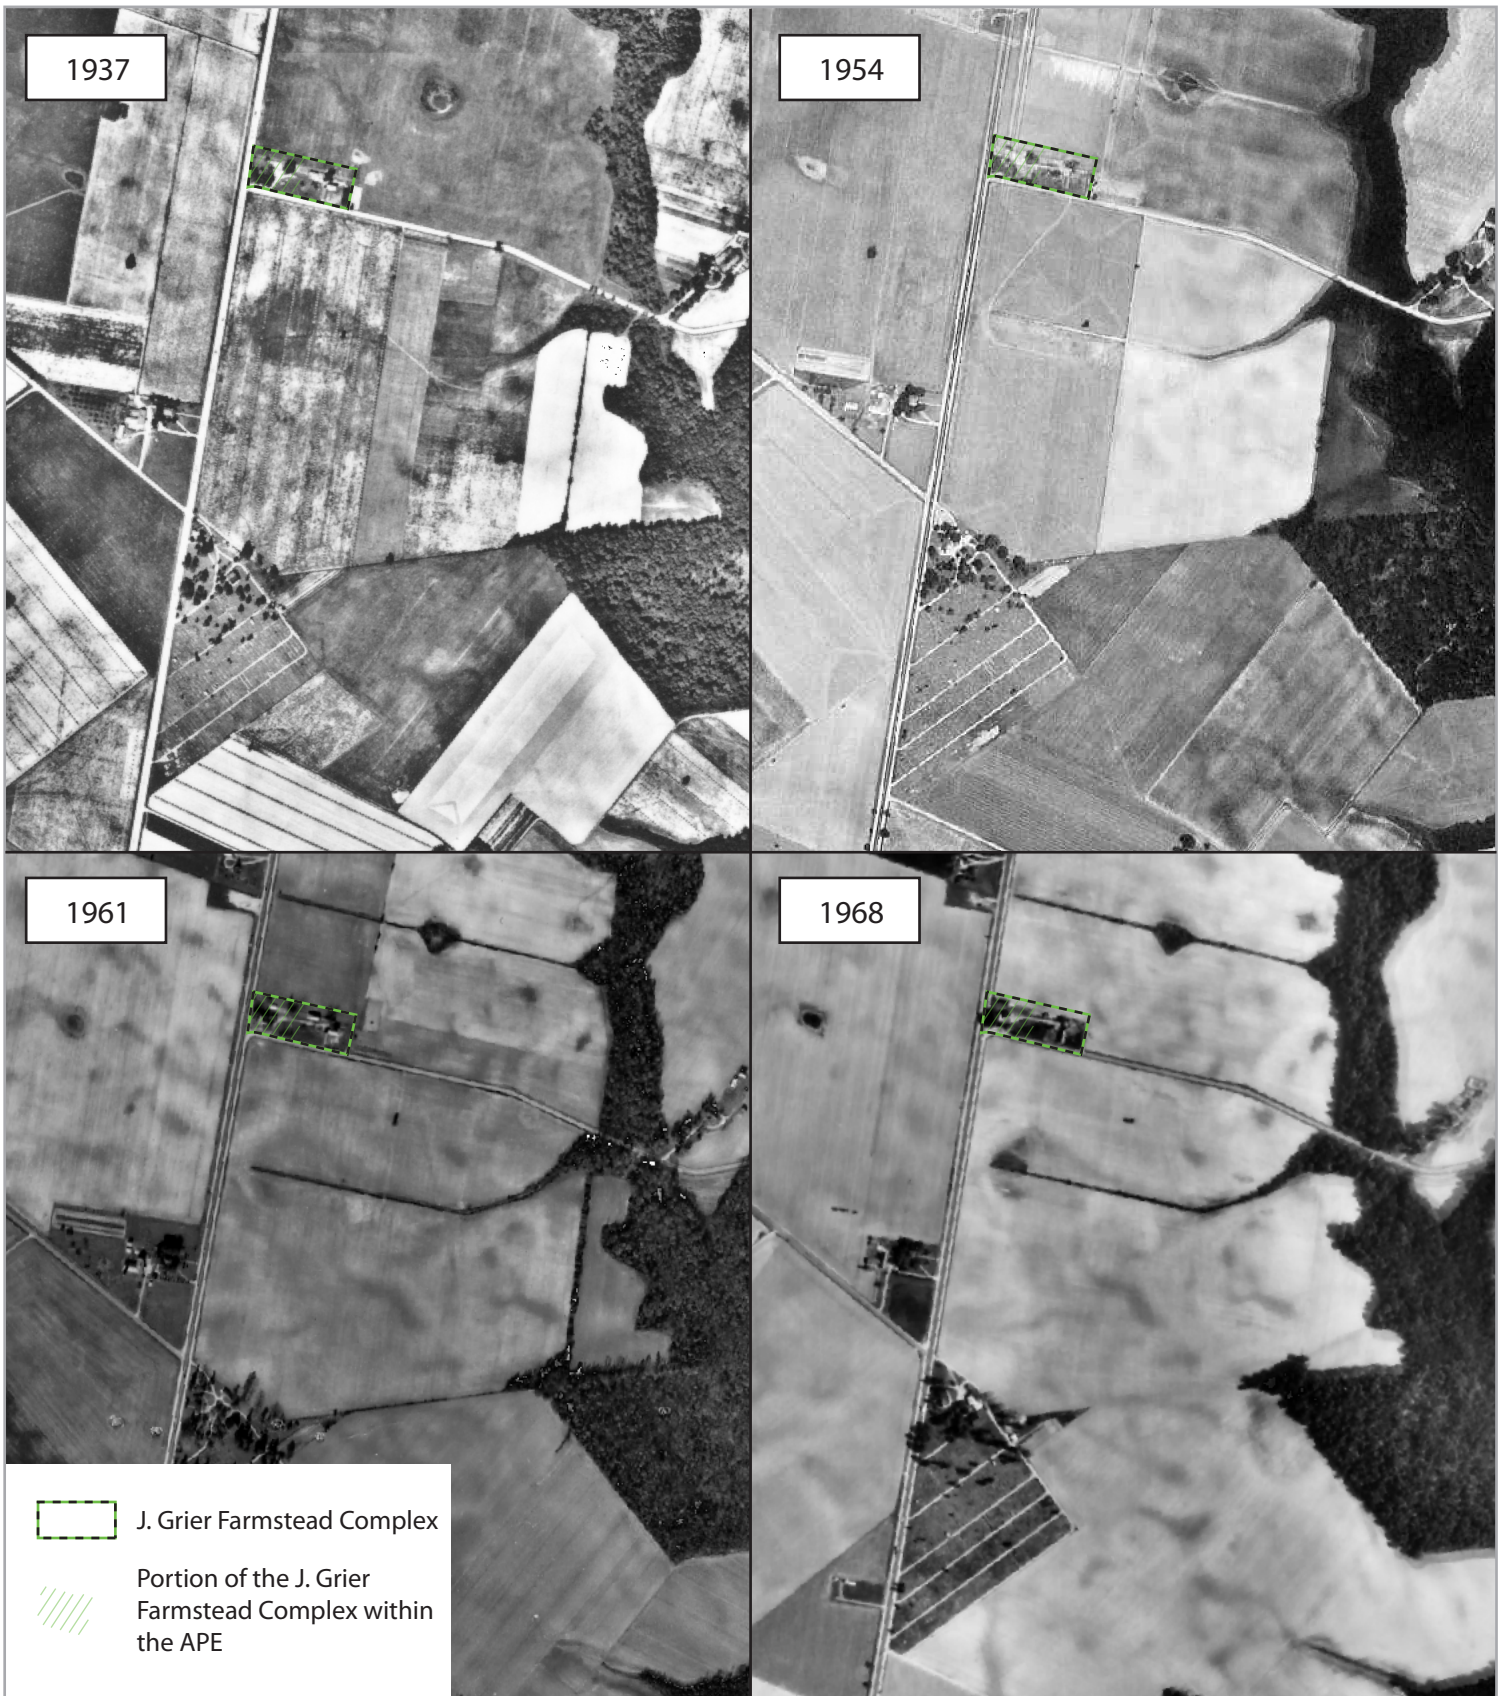 1937
1954
1961
1968
J. Grier Farmstead Complex
Portion of the J. Grier
Farmstead Complex within
the APE